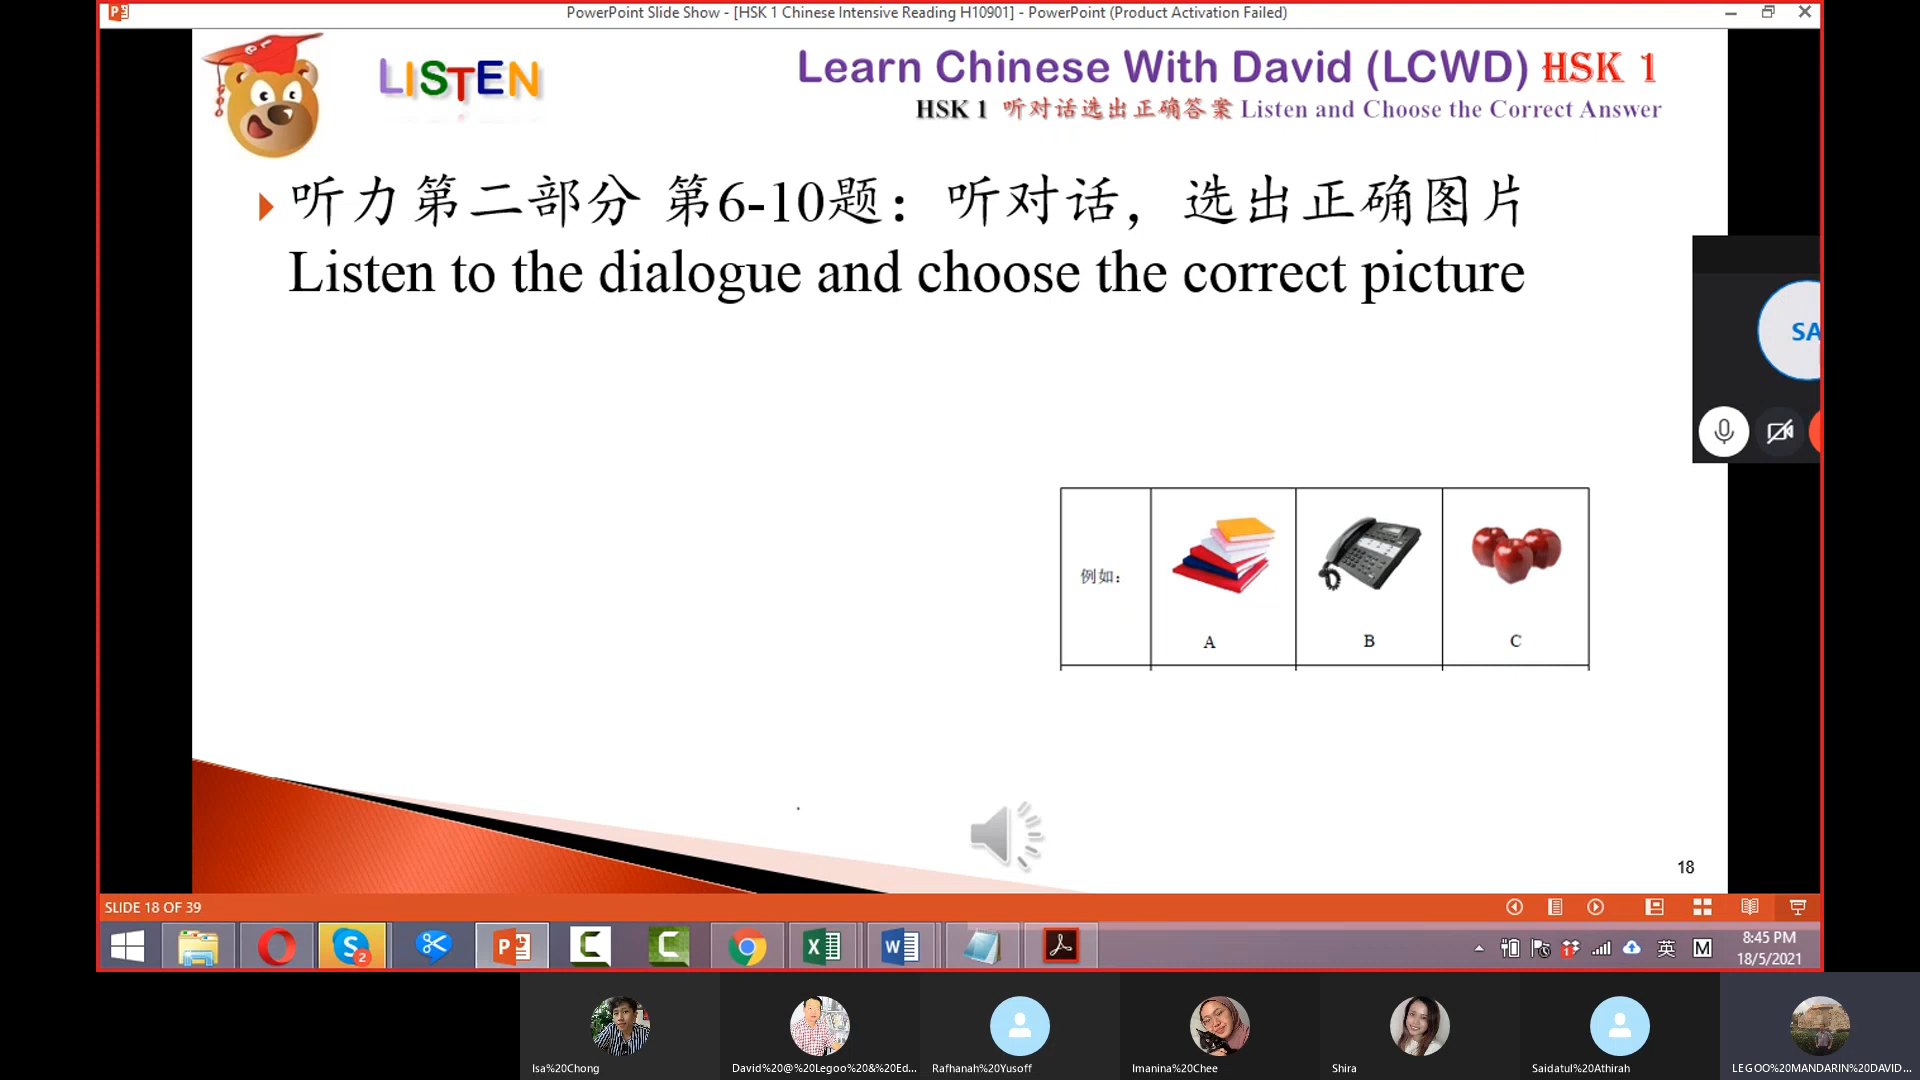 PowerPoint Slide Show - [HSK 1 Chinese Intensive Reading H10901] - PowerPoint (Product Activation Failed)
LISTEN
Learn Chinese With David (LCWD) HSK 1
HSK 1 听对话选出正确答案 Listen and Choose the Correct Answer
听力第二部分 第6-10题：听对话，选出正确图片
Listen to the dialogue and choose the correct picture
SA
例如：
A
B
C
18
SLIDE 18 OF 39
2
英
M
8:45 PM
18/5/2021
Isa%20Chong
David%20@%20Legoo%20&%20Ed...
Rafhanah%20Yusoff
Imanina%20Chee
Shira
Saidatul%20Athirah
LEGOO%20MANDARIN%20DAVID...